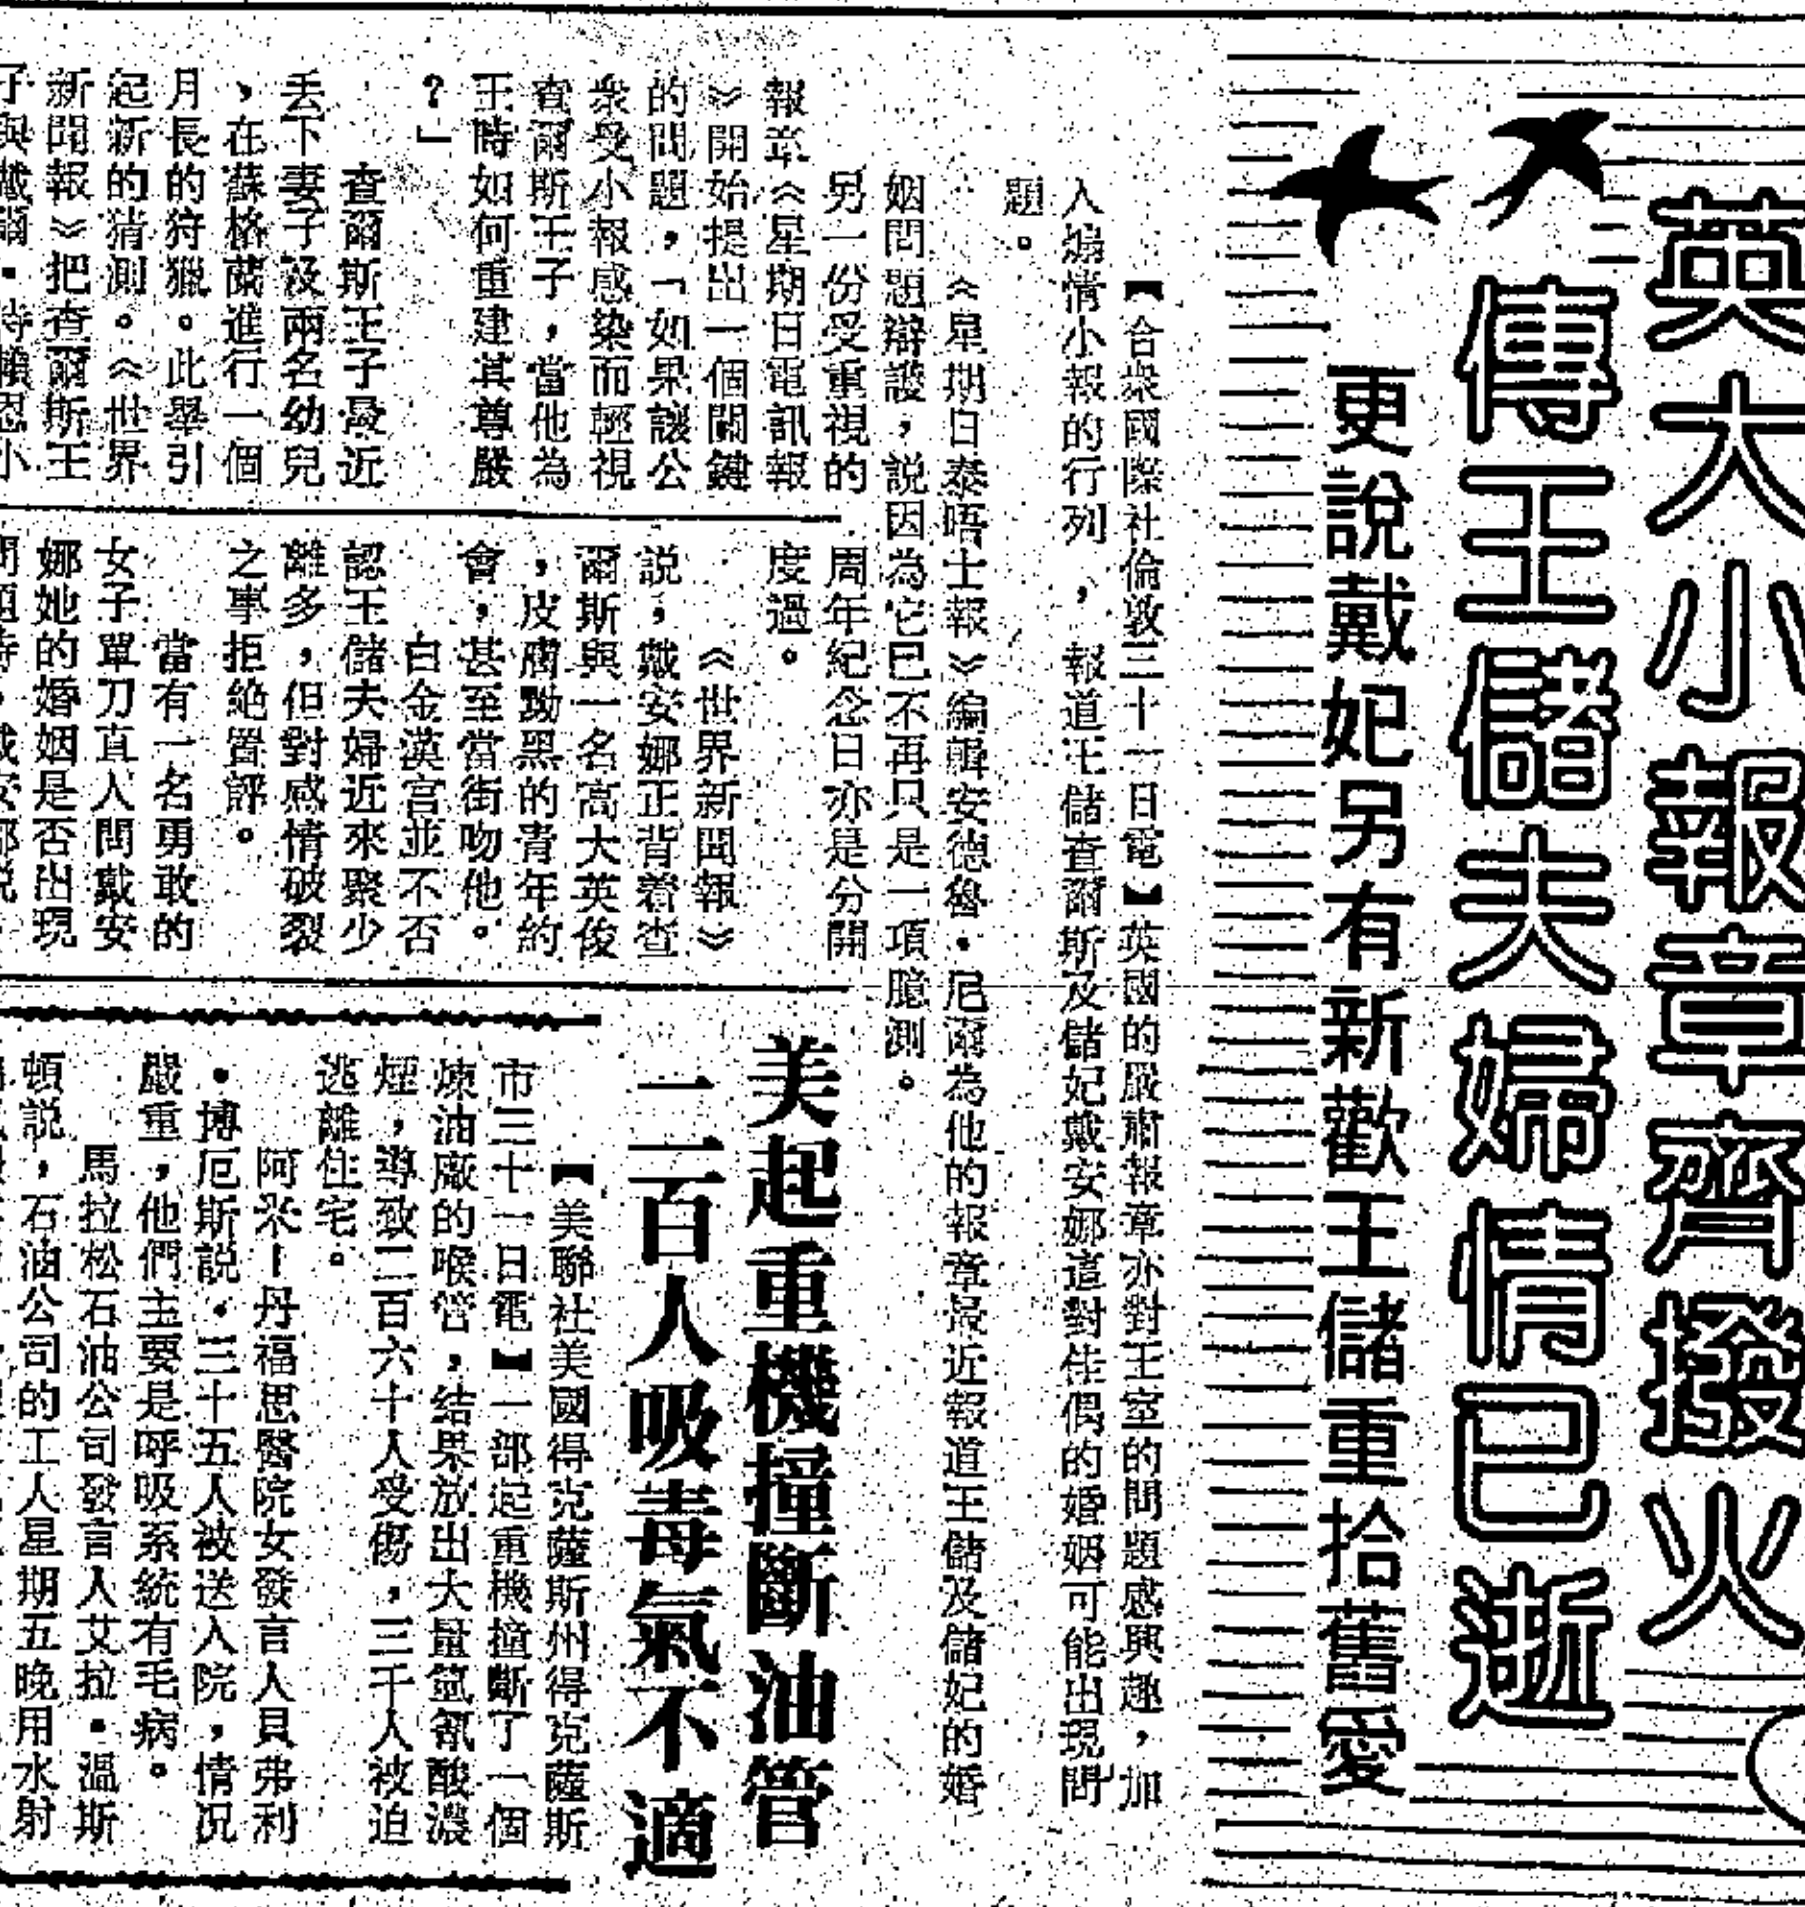 英大小報章齊撥火
傳王儲夫婦情已逝
更説戴妃另有新歡王儲重拾舊愛
【合衆國際社倫敦三十一日電】英國的嚴肅報章亦對王室的問題感興趣，加
入煽情小報的行列，報道王儲查爾斯及儲妃戴安娜這對佳偶的婚姻可能出現問
題。
《星期日泰晤士報》編輯安德魯·尼爾為他的報章最近報道王儲及儲妃的婚
姻問題辯護，説因為它已不再只是一項臆測。
另一份受重視的
報章《星期日電訊報
》開始提出一個關鍵
的問題，「如果讓公
衆受小報感染而輕視
查爾斯王子，當他為
王時如何重建其尊嚴
？」
查爾斯王子最近
丢下妻子及兩名幼兒
，在蘇格蘭進行一個
月長的狩獵。此舉引
起新的猜測。《世界
新聞報》把查爾斯王
周年紀念日亦是分開
度過。
《世界新聞報》
説，戴安娜正背着查
爾斯與一名高大英俊
，皮膚黝黑的青年約
會，甚至當街吻他。
白金漢宫並不否
認王儲夫婦近來聚少
離多，但對感情破裂
之事拒絶置評。
當有一名勇敢的
女子單刀直入問戴安
娜她的婚姻是否出現
美起重機撞斷油管
二百人吸毒氣不適
【美聯社美國得克薩斯州得克薩斯
市三十一日電】一部起重機撞斷了一個
煉油廠的喉管，结果放出大量氫氰酸濃
煙，導致二百六十人受傷，三千人被迫
逃離住宅。
阿米－丹福思醫院女發言人貝弗利
·博厄斯説·三十五人被送入院，情况
嚴重，他們主要是呼吸系統有毛病。
馬拉松石油公司發言人艾拉·温斯
頓説，石油公司的工人星期五晚用水射